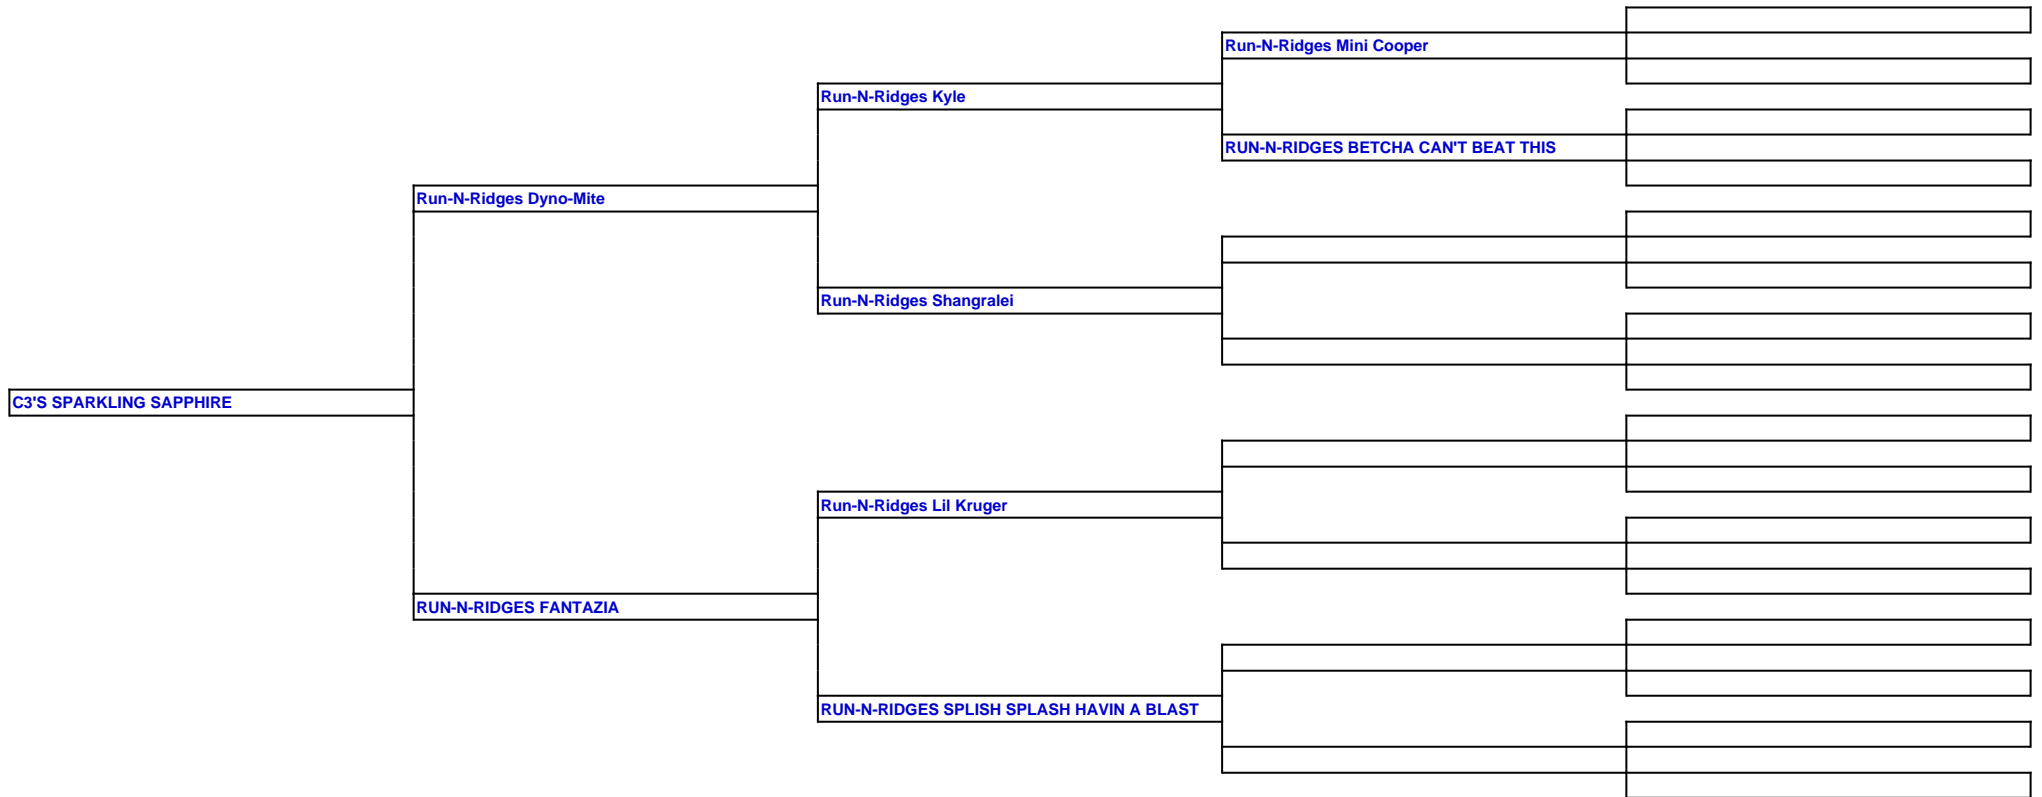 Run-N-Ridges Mini Cooper
Run-N-Ridges Kyle
RUN-N-RIDGES BETCHA CAN'T BEAT THIS
Run-N-Ridges Dyno-Mite
Run-N-Ridges Shangralei
C3'S SPARKLING SAPPHIRE
Run-N-Ridges Lil Kruger
RUN-N-RIDGES FANTAZIA
RUN-N-RIDGES SPLISH SPLASH HAVIN A BLAST